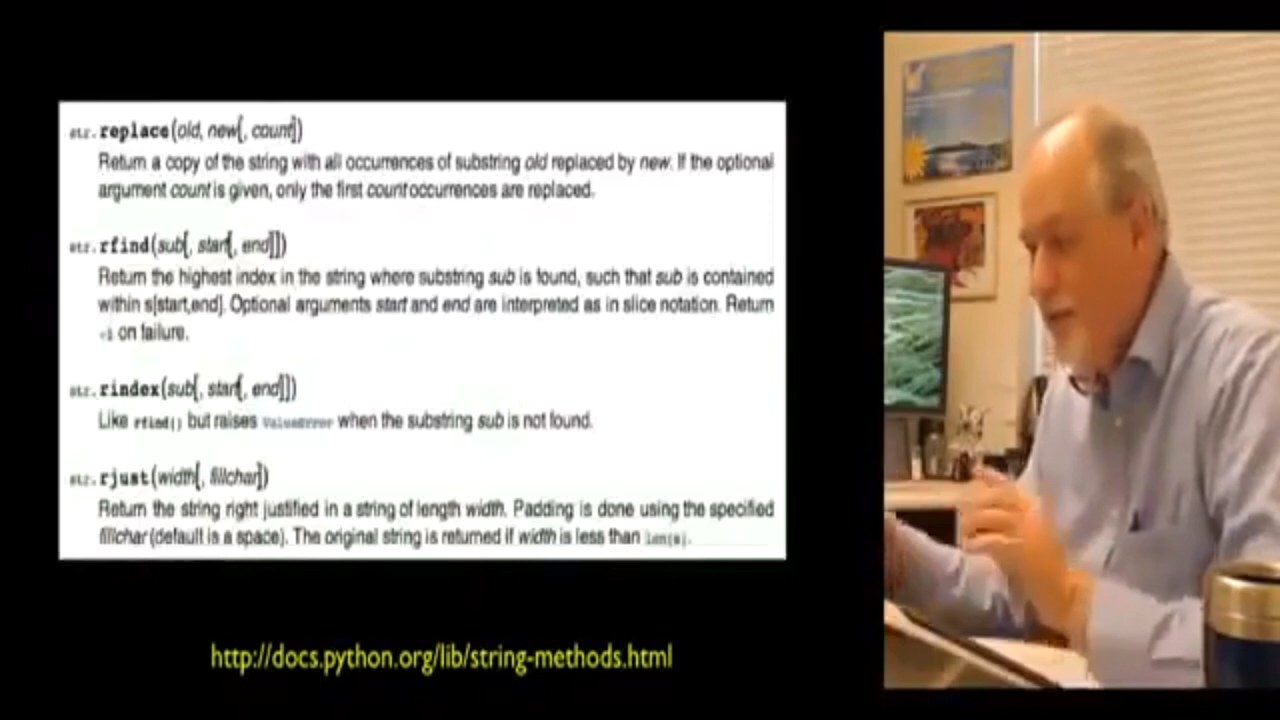 str.replace(old, new[, count])
Return a copy of the string with all occurrences of substring old replaced by new. If the optional
argument count is given, only the first count occurrences are replaced.
str.rfind(sub[, start[, end]])
Return the highest index in the string where substring sub is found, such that sub is contained
within s[start,end]. Optional arguments start and end are interpreted as in slice notation. Return
-1 on failure.
str.rindex(sub[, start[, end]])
Like rfind() but raises ValueError when the substring sub is not found.
str.rjust(width[, fillchar])
Return the string right justified in a string of length width. Padding is done using the specified
fillchar (default is a space). The original string is returned if width is less than len(s).
http://docs.python.org/lib/string-methods.html